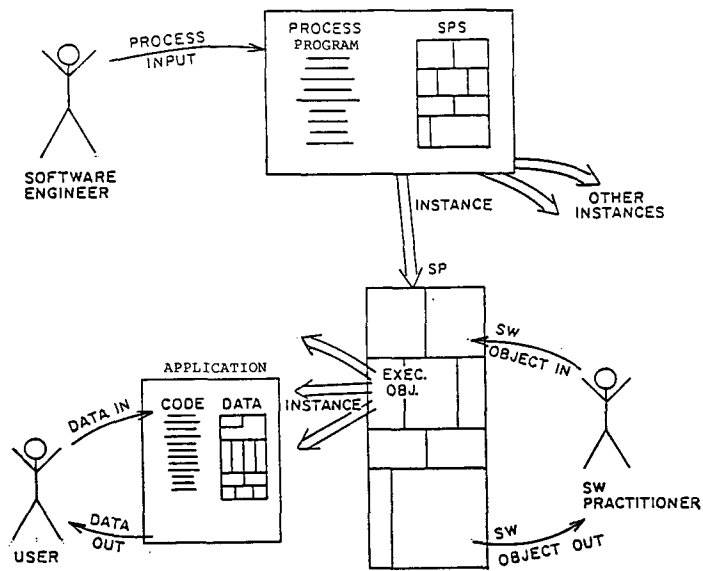 PROCESS
INPUT
PROCESS
PROGRAM
SPS
SOFTWARE
ENGINEER
INSTANCE
OTHER
INSTANCES
SP
SW
OBJECT IN
EXEC.
OBJ.
APPLICATION
INSTANCE
CODE
DATA
DATA IN
DATA
OUT
USER
SW
PRACTITIONER
SW
OBJECT OUT